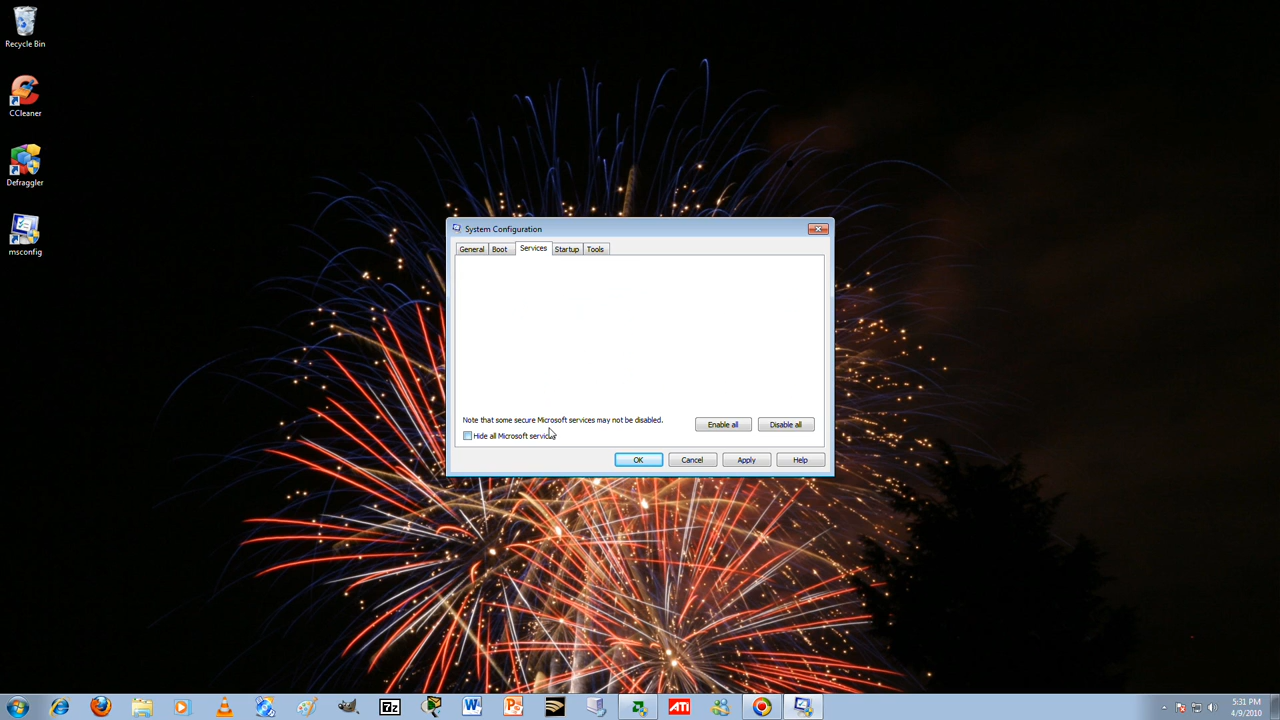 Recycle Bin
CCleaner
Defraggler
msconfig
System Configuration
General Boot Services Startup Tools
Note that some secure Microsoft services may not be disabled.
Enable all Disable all
Hide all Microsoft services
OK Cancel Apply Help
7z
W
P
ATI
5:31 PM
4/9/2010